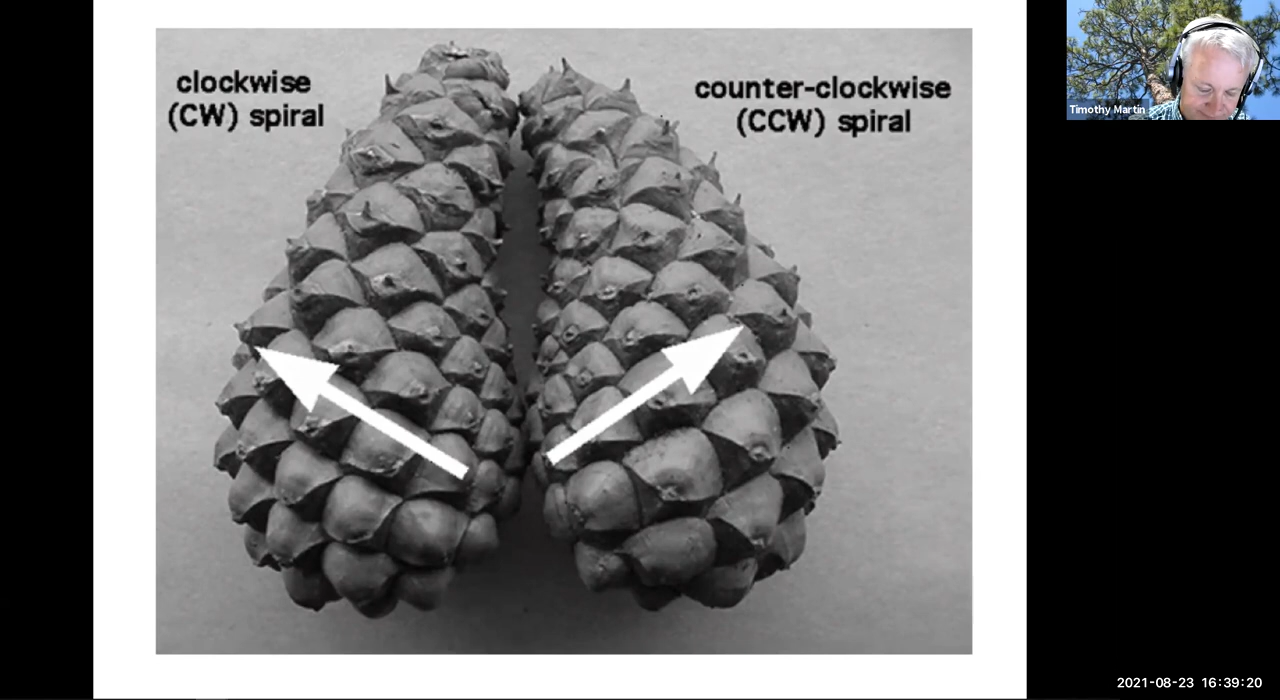 clockwise
(CW) spiral
counter-clockwise
(CCW) spiral
Timothy Martin
2021-08-23 16:39:20